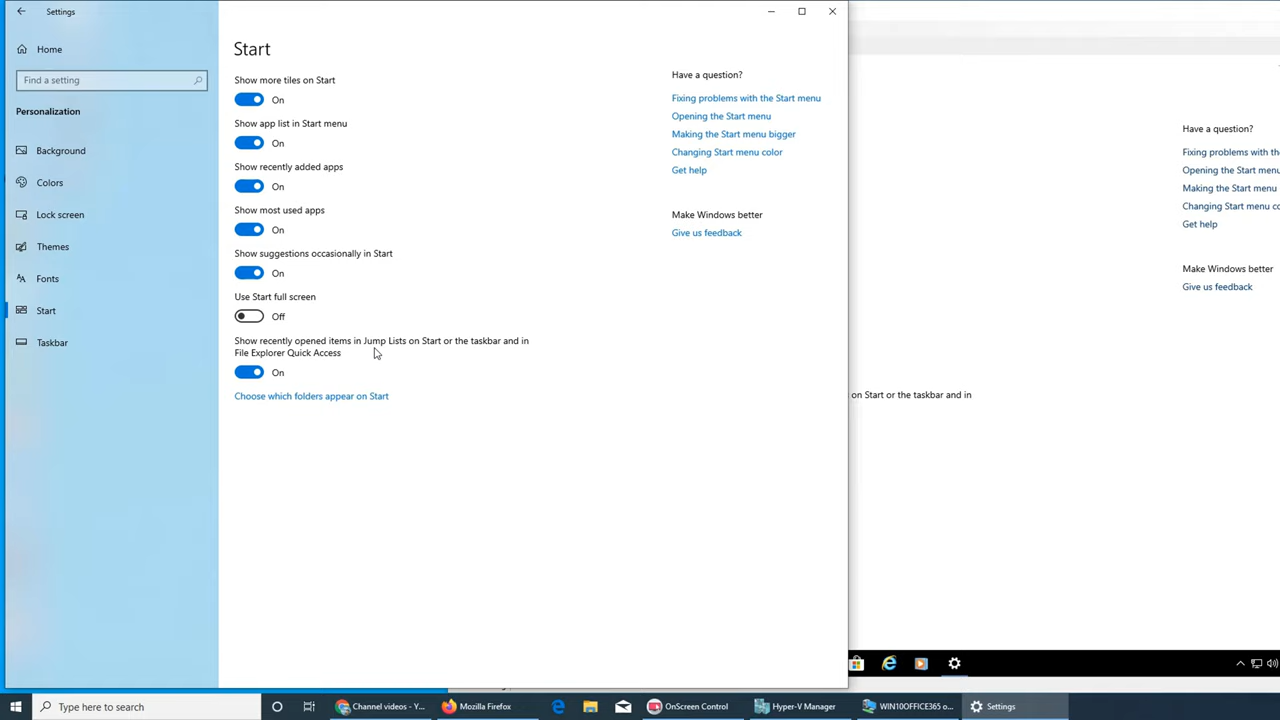 Settings
Home
Find a setting
Personalization
Background
Colors
Lock screen
Themes
Fonts
Start
Taskbar
Start
Show more tiles on Start
On
Show app list in Start menu
On
Show recently added apps
On
Show most used apps
On
Show suggestions occasionally in Start
On
Use Start full screen
Off
Show recently opened items in Jump Lists on Start or the taskbar and in
File Explorer Quick Access
On
Choose which folders appear on Start
Have a question?
Fixing problems with the Start menu
Opening the Start menu
Making the Start menu bigger
Changing Start menu color
Get help
Make Windows better
Give us feedback
Have a question?
Fixing problems with the
Opening the Start menu
Making the Start menu
Changing Start menu co
Get help
Make Windows better
Give us feedback
on Start or the taskbar and in
Type here to search
Channel videos - Y...
Mozilla Firefox
OnScreen Control
Hyper-V Manager
WIN10OFFICE365 o...
Settings